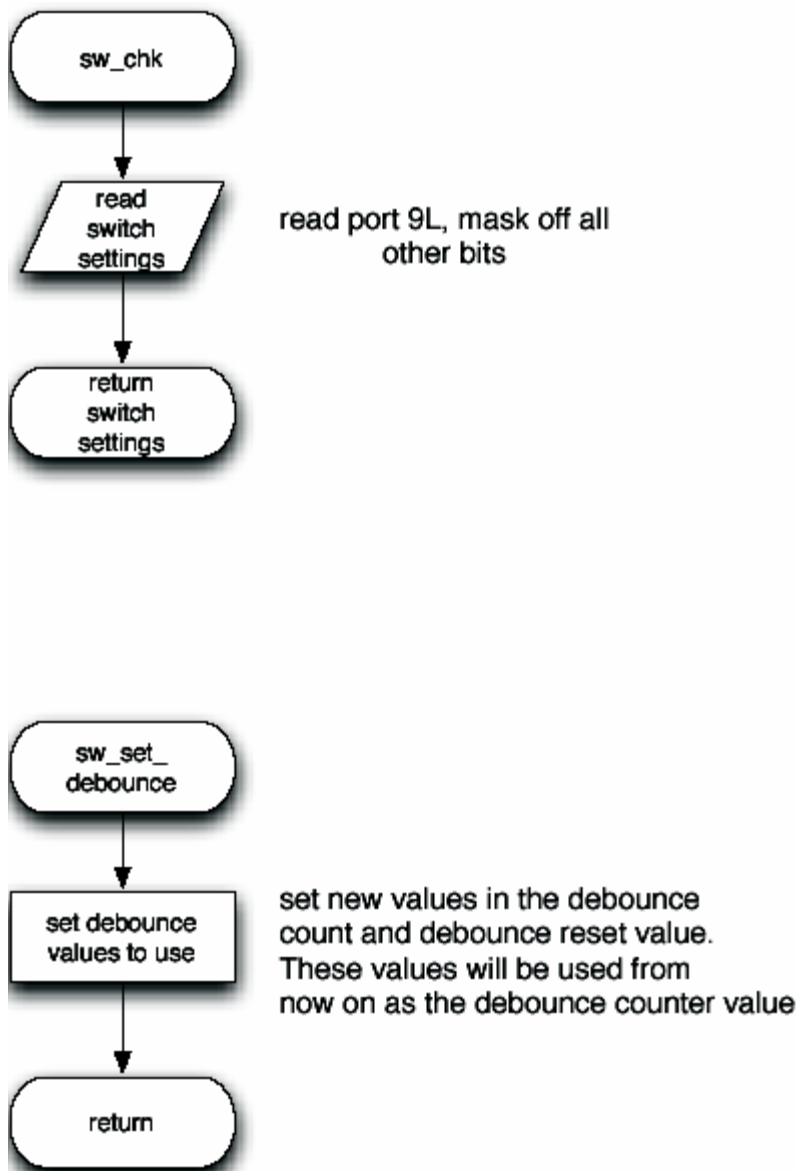 sw_chk
read
switch
settings
read port 9L, mask off all
other bits
return
switch
settings
sw_set_
debounce
set debounce
values to use
set new values in the debounce
count and debounce reset value.
These values will be used from
now on as the debounce counter value
return